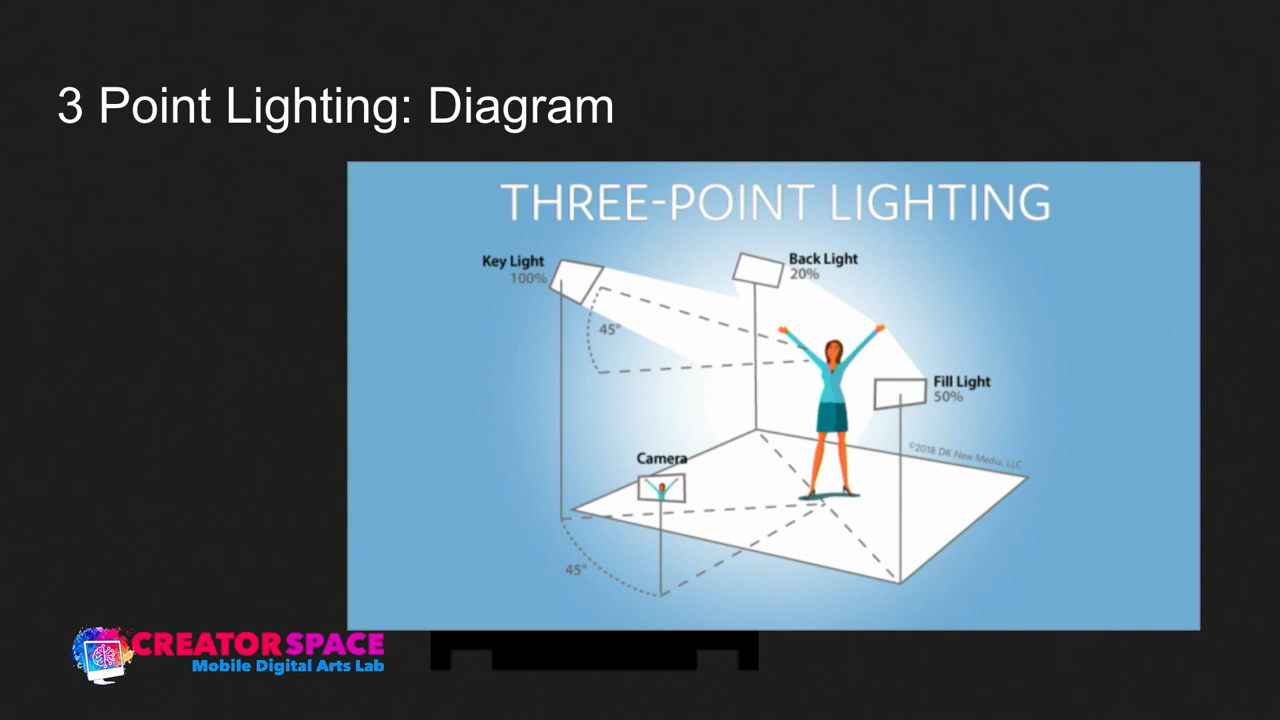 3 Point Lighting: Diagram
THREE-POINT LIGHTING
Key Light
100%
Back Light
20%
45°
Fill Light
50%
©2018 DK New Media, LLC
Camera
45°
CREATORSPACE
Mobile Digital Arts Lab